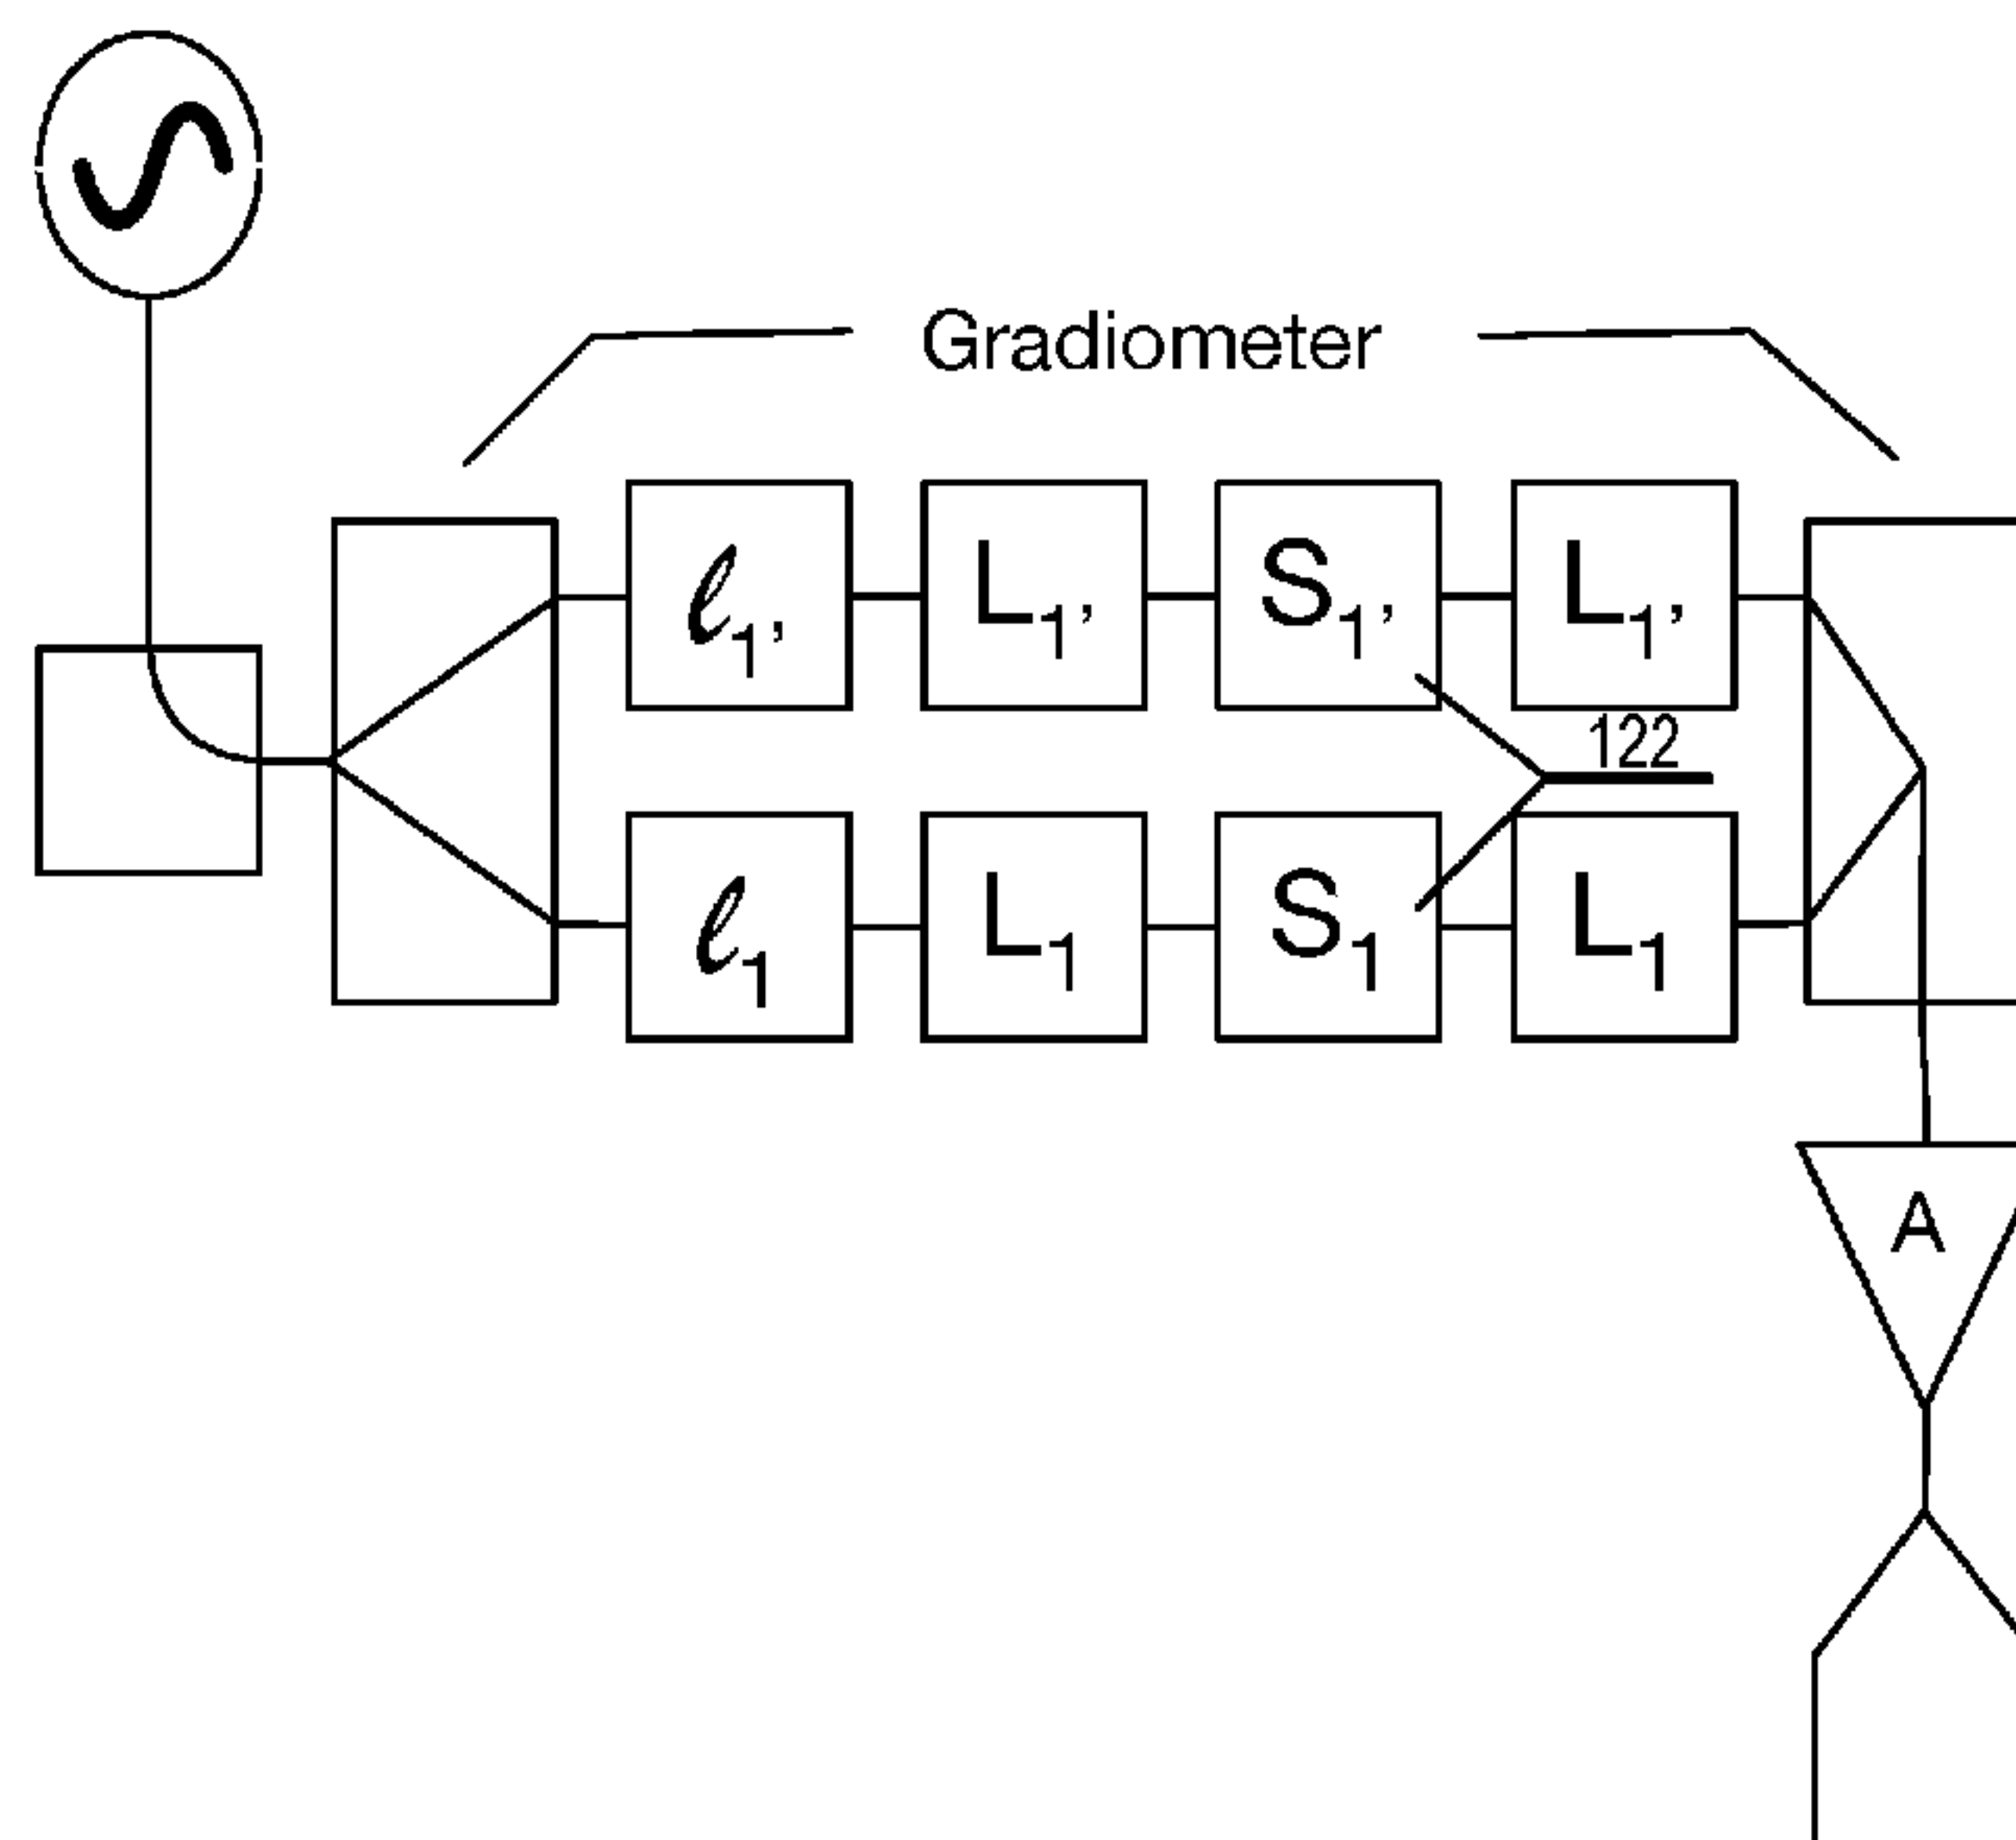 Gradiometer
ℓ1, L1, S1, L1,
122
ℓ1 L1 S1 L1
A